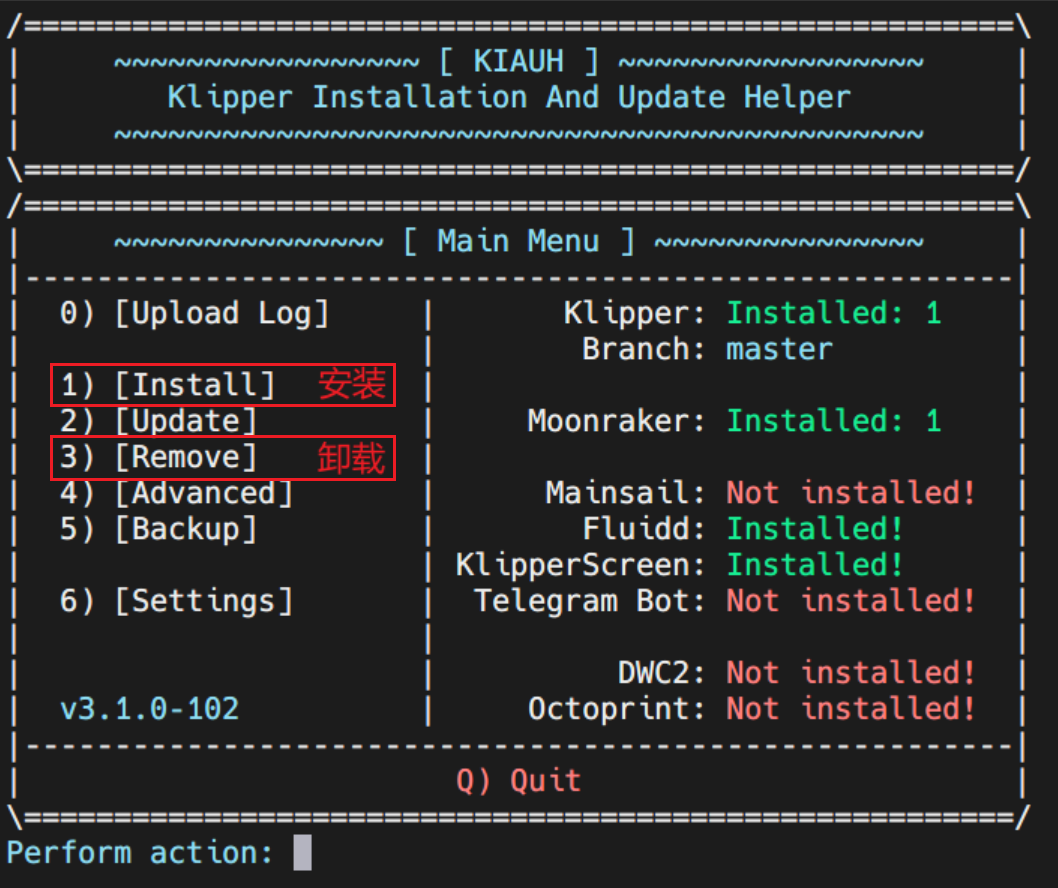 /=======================================================\
|     ~~~~~~~~~~~~~~~~~ [ KIAUH ] ~~~~~~~~~~~~~~~~~     |
|        Klipper Installation And Update Helper         |
|     ~~~~~~~~~~~~~~~~~~~~~~~~~~~~~~~~~~~~~~~~~~~~~     |
\=======================================================/
/=======================================================\
|     ~~~~~~~~~~~~~~~ [ Main Menu ] ~~~~~~~~~~~~~~~     |
|-------------------------------------------------------|
|  0) [Upload Log]     |       Klipper: Installed: 1    |
|                      |        Branch: master          |
|  1) [Install] 安装   |                                |
|  2) [Update]         |     Moonraker: Installed: 1    |
|  3) [Remove] 卸载    |                                |
|  4) [Advanced]       |      Mainsail: Not installed!  |
|  5) [Backup]         |        Fluidd: Installed!      |
|                      | KlipperScreen: Installed!      |
|  6) [Settings]       |  Telegram Bot: Not installed!  |
|                      |                                |
|                      |          DWC2: Not installed!  |
|  v3.1.0-102          |     Octoprint: Not installed!  |
|-------------------------------------------------------|
|                        Q) Quit                        |
\=======================================================/
Perform action: